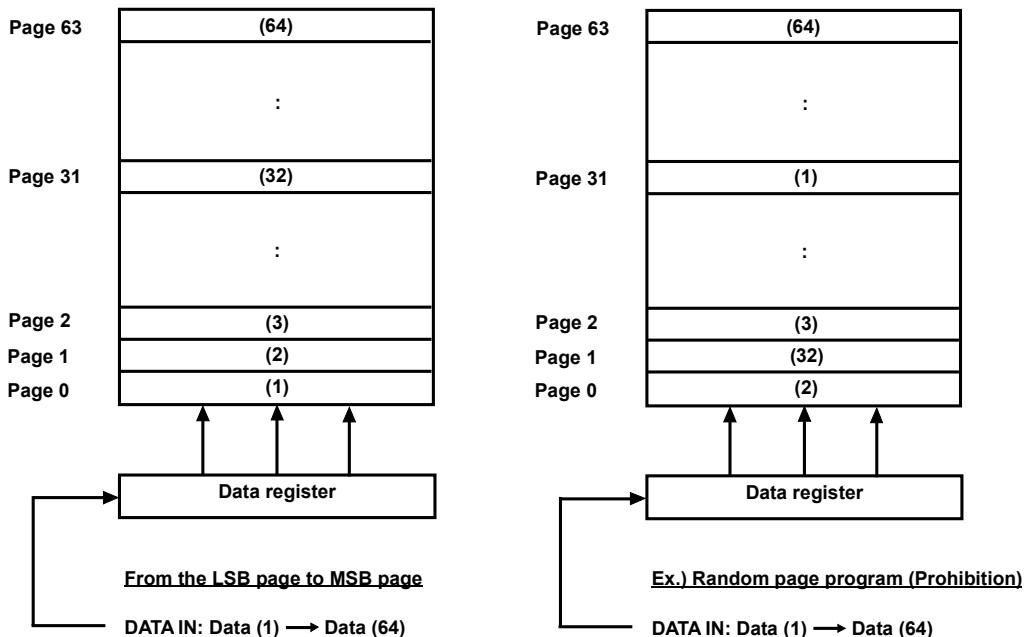 Page 63
(64)
:
Page 31
(32)
:
Page 2
(3)
Page 1
(2)
Page 0
(1)
Data register
From the LSB page to MSB page
DATA IN: Data (1) → Data (64)
Page 63
(64)
:
Page 31
(1)
:
Page 2
(3)
Page 1
(32)
Page 0
(2)
Data register
Ex.) Random page program (Prohibition)
DATA IN: Data (1) → Data (64)